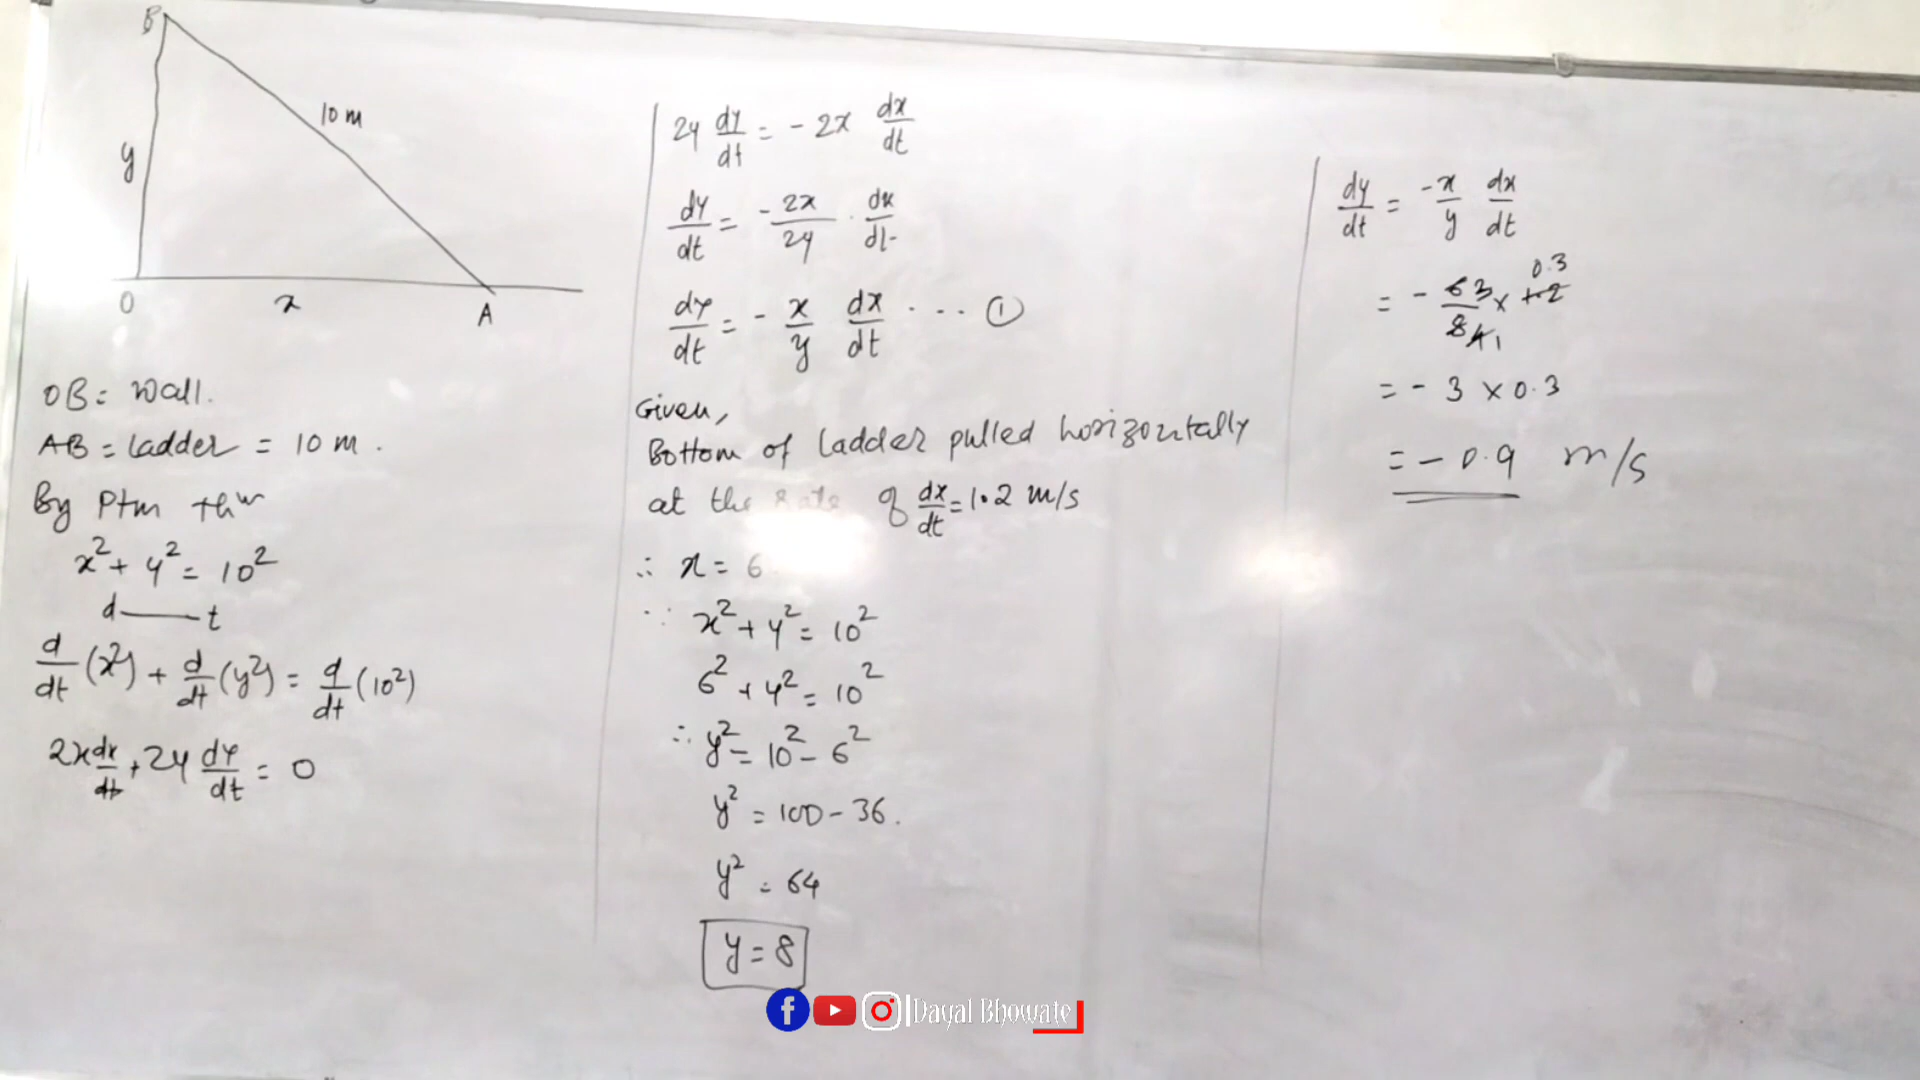 B
10 m
y
O
x
A
OB = Wall.
AB = ladder = 10 m.
By Ptm thm
x² + y² = 10²
d——t
d/dt (x²) + d/dt (y²) = d/dt (10²)
2x dx/dt + 2y dy/dt = 0
2y dy/dt = - 2x dx/dt
dy/dt = - 2x/2y · dx/dt
dy/dt = - x/y dx/dt .... ①
Given,
Bottom of ladder pulled horizontally
at the rate of dx/dt = 1.2 m/s
∴ x = 6
∵ x² + y² = 10²
6² + y² = 10²
∴ y² = 10² - 6²
y² = 100 - 36.
y² = 64
y = 8
dy/dt = -x/y dx/dt
0.3
= - 6 3 × 1.2
8 4 1
= - 3 × 0.3
= - 0.9 m/s
Dayal Bhowate